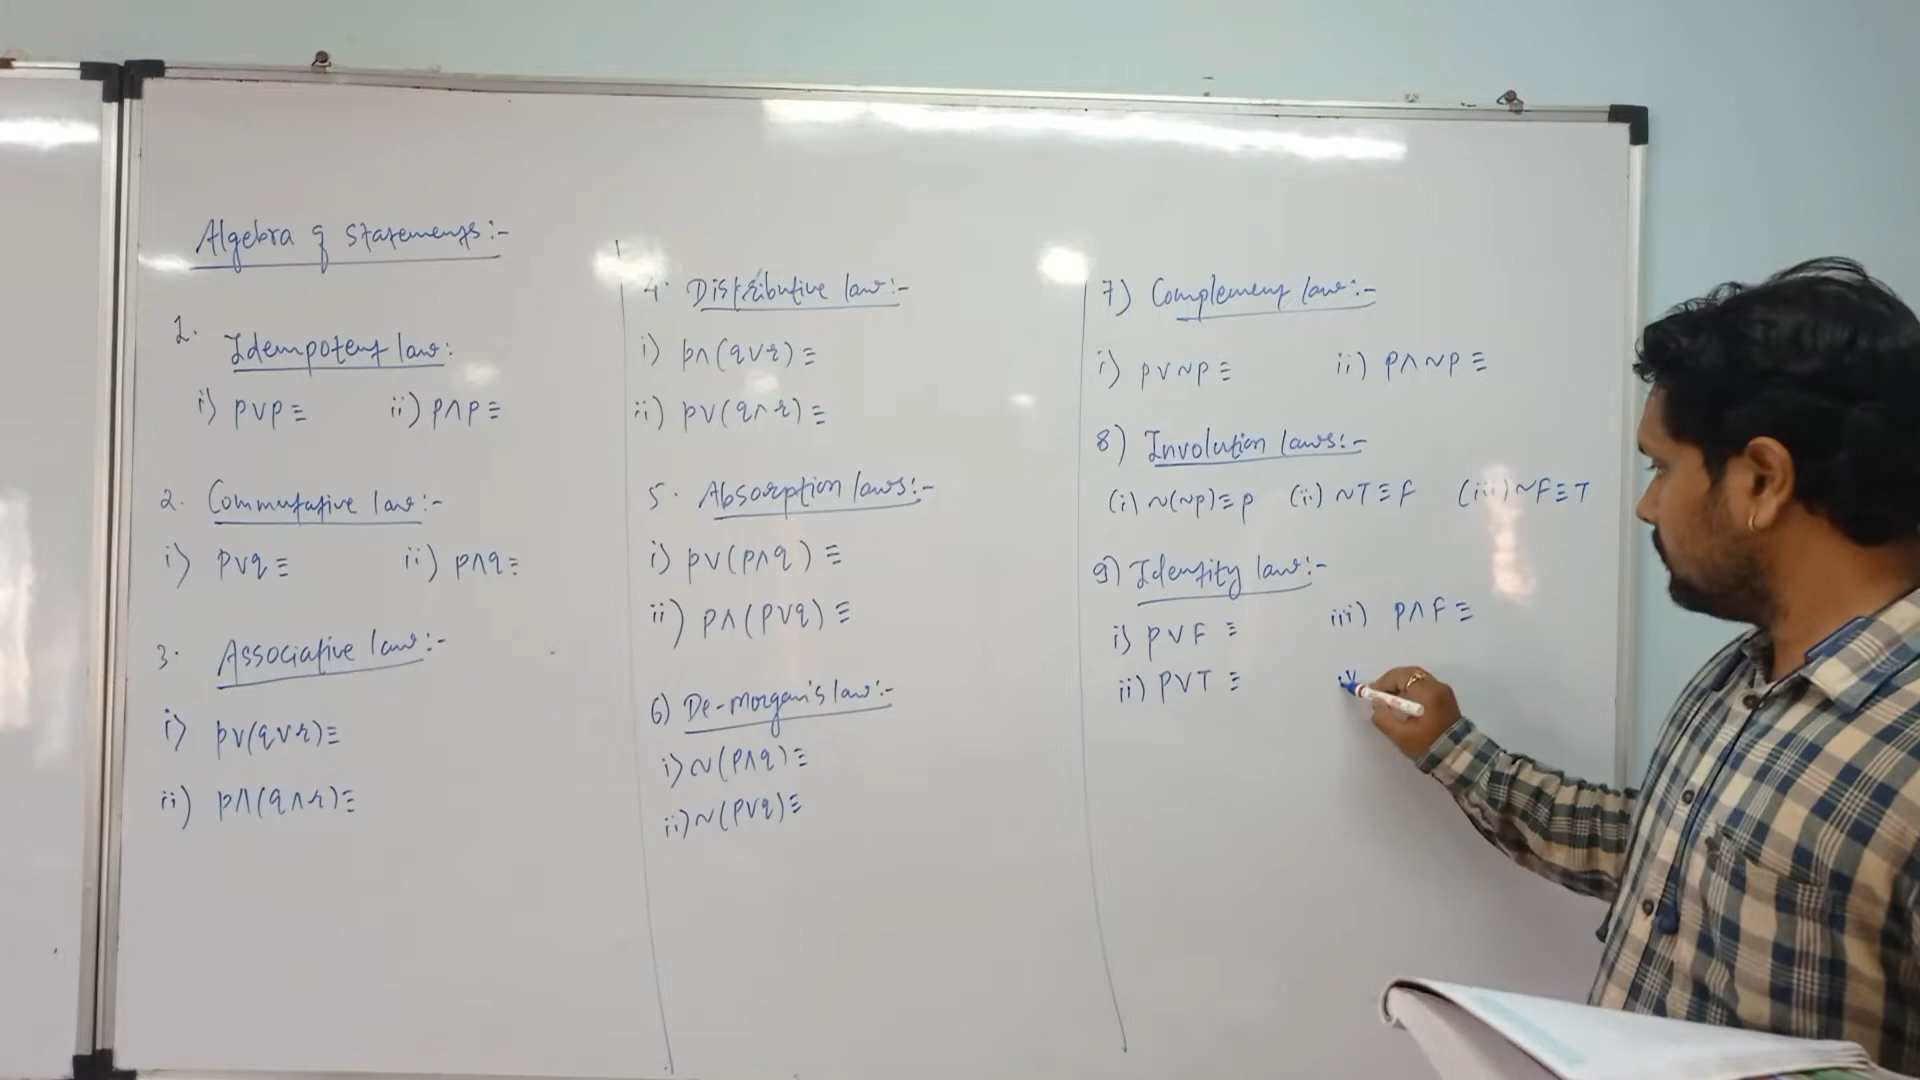 Algebra of statements:-
1. Idempotent law:
i) p∨p ≡ ii) p∧p ≡
2. Commutative law:-
i) p∨q ≡ ii) p∧q ≡
3. Associative law:-
i) p∨(q∨r) ≡
ii) p∧(q∧r) ≡
4. Distributive law:-
i) p∧(q∨r) ≡
ii) p∨(q∧r) ≡
5. Absorption laws:-
i) p∨(p∧q) ≡
ii) p∧(p∨q) ≡
6) De-morgan's law:-
i) ~(p∧q) ≡
ii) ~(p∨q) ≡
7) Complement law:-
i) p∨~p ≡ ii) p∧~p ≡
8) Involution laws:-
(i) ~(~p) ≡ p (ii) ~T ≡ F (iii) ~F ≡ T
9) Identity law:-
i) p∨F ≡ iii) p∧F ≡
ii) p∨T ≡ iv